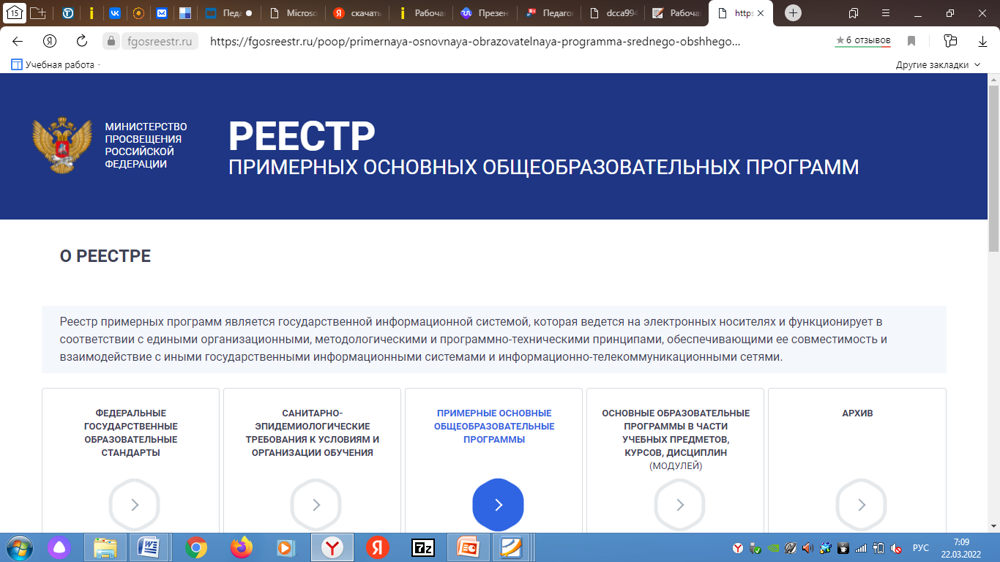 15
Педа
Microso
скачать
Рабочая
Презен
Педагог
dcca994
Рабочая
https
fgosreestr.ru
https://fgosreestr.ru/poop/primernaya-osnovnaya-obrazovatelnaya-programma-srednego-obshhego...
6 отзывов
Учебная работа
Другие закладки
МИНИСТЕРСТВО
ПРОСВЕЩЕНИЯ
РОССИЙСКОЙ
ФЕДЕРАЦИИ
РЕЕСТР
ПРИМЕРНЫХ ОСНОВНЫХ ОБЩЕОБРАЗОВАТЕЛЬНЫХ ПРОГРАММ
О РЕЕСТРЕ
Реестр примерных программ является государственной информационной системой, которая ведется на электронных носителях и функционирует в
соответствии с едиными организационными, методологическими и программно-техническими принципами, обеспечивающими ее совместимость и
взаимодействие с иными государственными информационными системами и информационно-телекоммуникационными сетями.
ФЕДЕРАЛЬНЫЕ
ГОСУДАРСТВЕННЫЕ
ОБРАЗОВАТЕЛЬНЫЕ
СТАНДАРТЫ
САНИТАРНО-
ЭПИДЕМИОЛОГИЧЕСКИЕ
ТРЕБОВАНИЯ К УСЛОВИЯМ И
ОРГАНИЗАЦИИ ОБУЧЕНИЯ
ПРИМЕРНЫЕ ОСНОВНЫЕ
ОБЩЕОБРАЗОВАТЕЛЬНЫЕ
ПРОГРАММЫ
ОСНОВНЫЕ ОБРАЗОВАТЕЛЬНЫЕ
ПРОГРАММЫ В ЧАСТИ
УЧЕБНЫХ ПРЕДМЕТОВ,
КУРСОВ, ДИСЦИПЛИН
(МОДУЛЕЙ)
АРХИВ
7z
РУС
7:09
22.03.2022